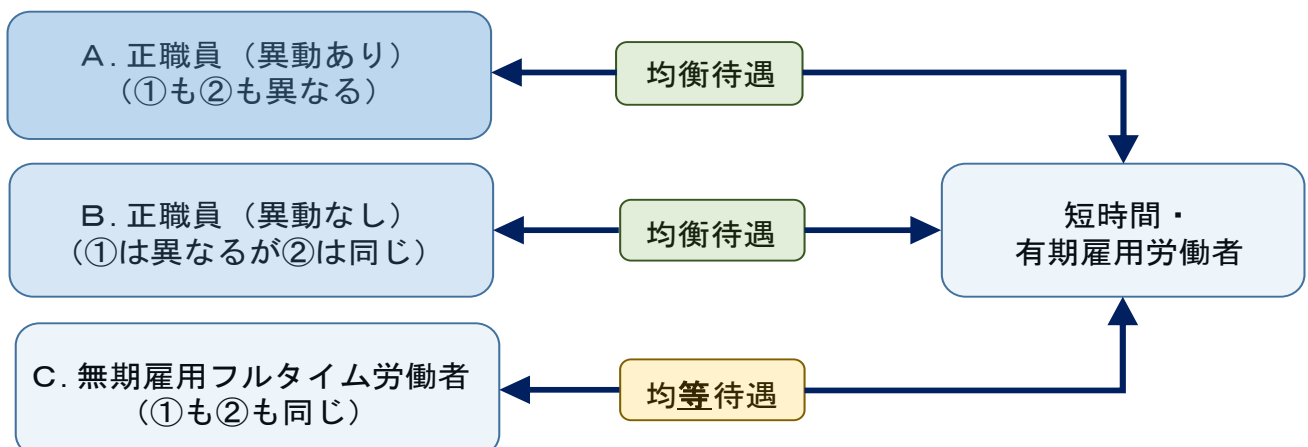 A.正職員（異動あり）
（①も②も異なる）
均衡待遇
B.正職員（異動なし）
（①は異なるが②は同じ）
均衡待遇
短時間・
有期雇用労働者
C.無期雇用フルタイム労働者
（①も②も同じ）
均等待遇